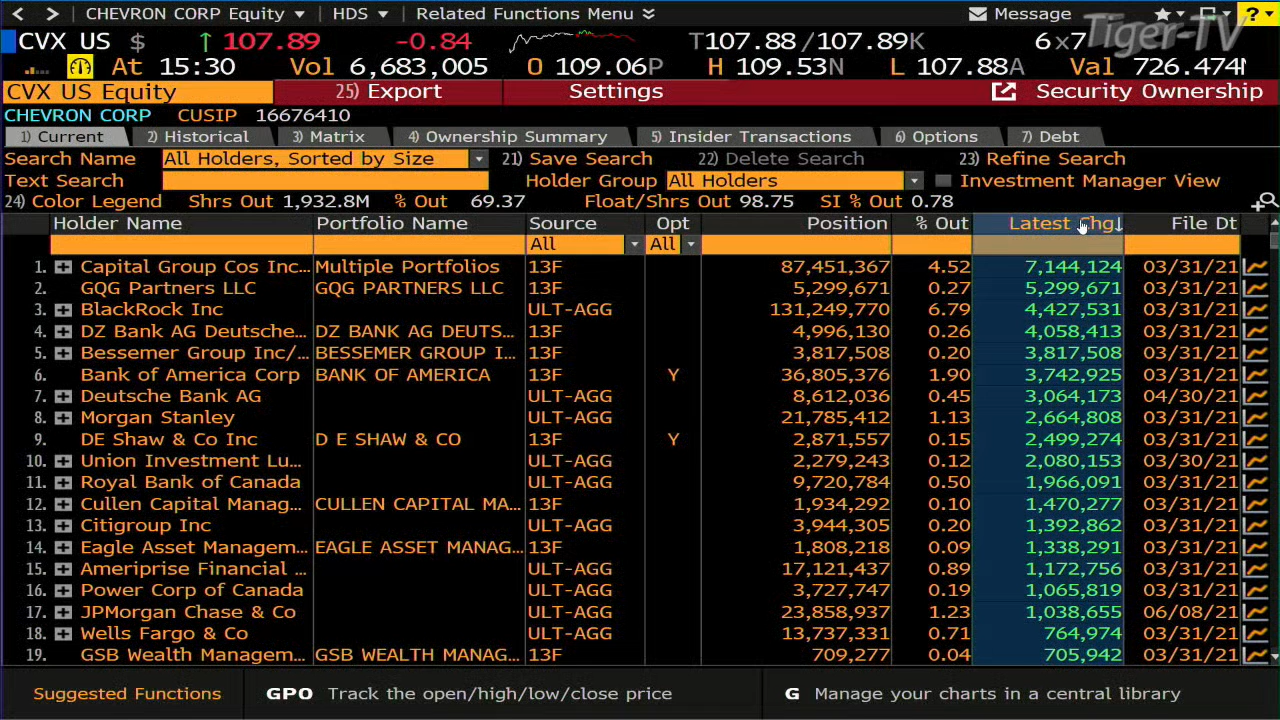 < > CHEVRON CORP Equity HDS Related Functions Menu Message ?
CVX US $ ↑ 107.89 -0.84 T107.88/107.89K 6x7 Tiger-TV
At 15:30 Vol 6,683,005 O 109.06P H 109.53N L 107.88A Val 726.474M
CVX US Equity 25) Export Settings Security Ownership
CHEVRON CORP CUSIP 16676410
1) Current 2) Historical 3) Matrix 4) Ownership Summary 5) Insider Transactions 6) Options 7) Debt
Search Name All Holders, Sorted by Size 21) Save Search 22) Delete Search 23) Refine Search
Text Search Holder Group All Holders Investment Manager View
24) Color Legend Shrs Out 1,932.8M % Out 69.37 Float/Shrs Out 98.75 SI % Out 0.78
Holder Name Portfolio Name Source Opt Position % Out Latest Chg↓ File Dt
All All
1. Capital Group Cos Inc... Multiple Portfolios 13F 87,451,367 4.52 7,144,124 03/31/21
2. GQG Partners LLC GQG PARTNERS LLC 13F 5,299,671 0.27 5,299,671 03/31/21
3. BlackRock Inc ULT-AGG 131,249,770 6.79 4,427,531 03/31/21
4. DZ Bank AG Deutsche... DZ BANK AG DEUTS... 13F 4,996,130 0.26 4,058,413 03/31/21
5. Bessemer Group Inc/... BESSEMER GROUP I... 13F 3,817,508 0.20 3,817,508 03/31/21
6. Bank of America Corp BANK OF AMERICA 13F Y 36,805,376 1.90 3,742,925 03/31/21
7. Deutsche Bank AG ULT-AGG 8,612,036 0.45 3,064,173 04/30/21
8. Morgan Stanley ULT-AGG 21,785,412 1.13 2,664,808 03/31/21
9. DE Shaw & Co Inc D E SHAW & CO 13F Y 2,871,557 0.15 2,499,274 03/31/21
10. Union Investment Lu... ULT-AGG 2,279,243 0.12 2,080,153 03/30/21
11. Royal Bank of Canada ULT-AGG 9,720,784 0.50 1,966,091 03/31/21
12. Cullen Capital Manag... CULLEN CAPITAL MA... 13F 1,934,292 0.10 1,470,277 03/31/21
13. Citigroup Inc ULT-AGG 3,944,305 0.20 1,392,862 03/31/21
14. Eagle Asset Managem... EAGLE ASSET MANAG... 13F 1,808,218 0.09 1,338,291 03/31/21
15. Ameriprise Financial ... ULT-AGG 17,121,437 0.89 1,172,756 03/31/21
16. Power Corp of Canada ULT-AGG 3,727,747 0.19 1,065,819 03/31/21
17. JPMorgan Chase & Co ULT-AGG 23,858,937 1.23 1,038,655 06/08/21
18. Wells Fargo & Co ULT-AGG 13,737,331 0.71 764,974 03/31/21
19. GSB Wealth Managem... GSB WEALTH MANAG... 13F 709,277 0.04 705,942 03/31/21
Suggested Functions GPO Track the open/high/low/close price G Manage your charts in a central library